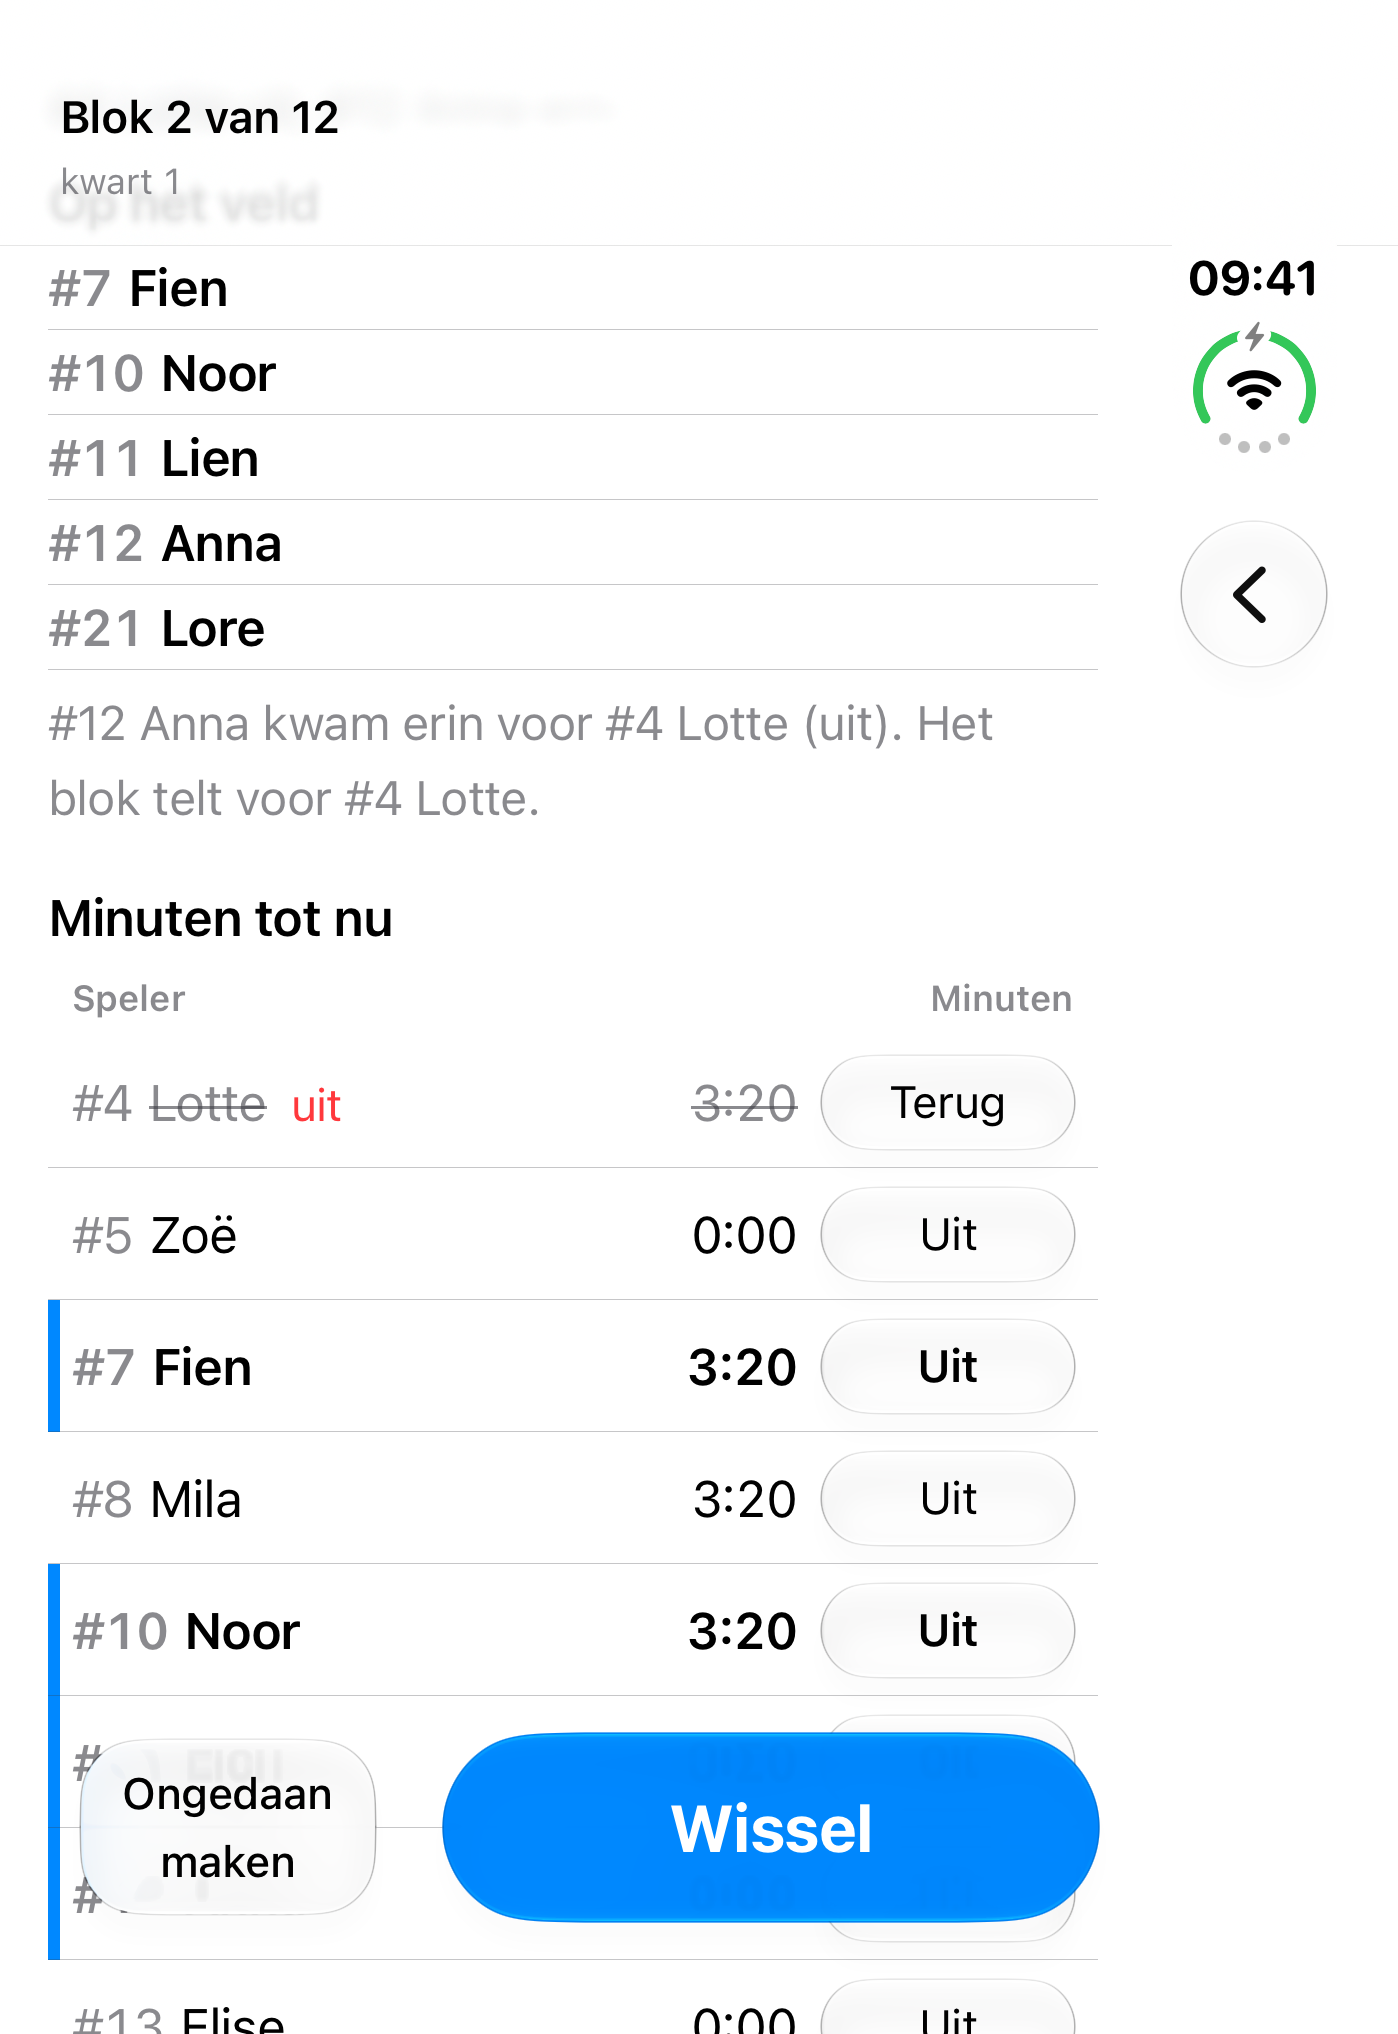 Blok 2 van 12
kwart 1
Op het veld
09:41
#7 Fien
#10 Noor
#11 Lien
#12 Anna
#21 Lore
#12 Anna kwam erin voor #4 Lotte (uit). Het
blok telt voor #4 Lotte.
Minuten tot nu
Speler Minuten
#4 Lotte uit 3:20 Terug
#5 Zoë 0:00 Uit
#7 Fien 3:20 Uit
#8 Mila 3:20 Uit
#10 Noor 3:20 Uit
Ongedaan
maken
Wissel
#13 Elise 0:00 Uit